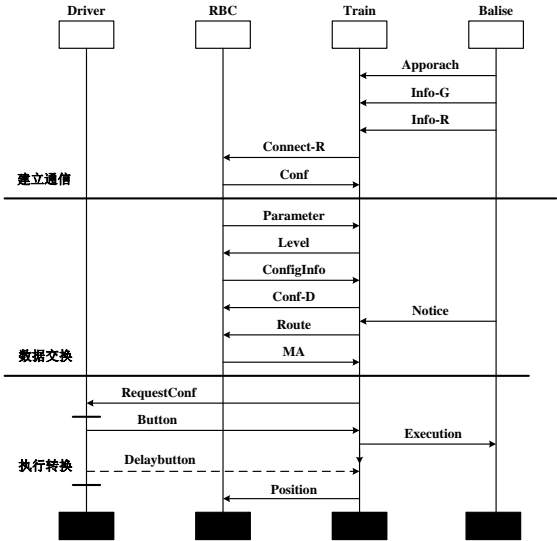 Driver RBC Train Balise
Apporach
Info-G
Info-R
Connect-R
Conf
建立通信
Parameter
Level
ConfigInfo
Conf-D
Notice
Route
MA
数据交换
RequestConf
Button
Execution
Delaybutton
执行转换
Position